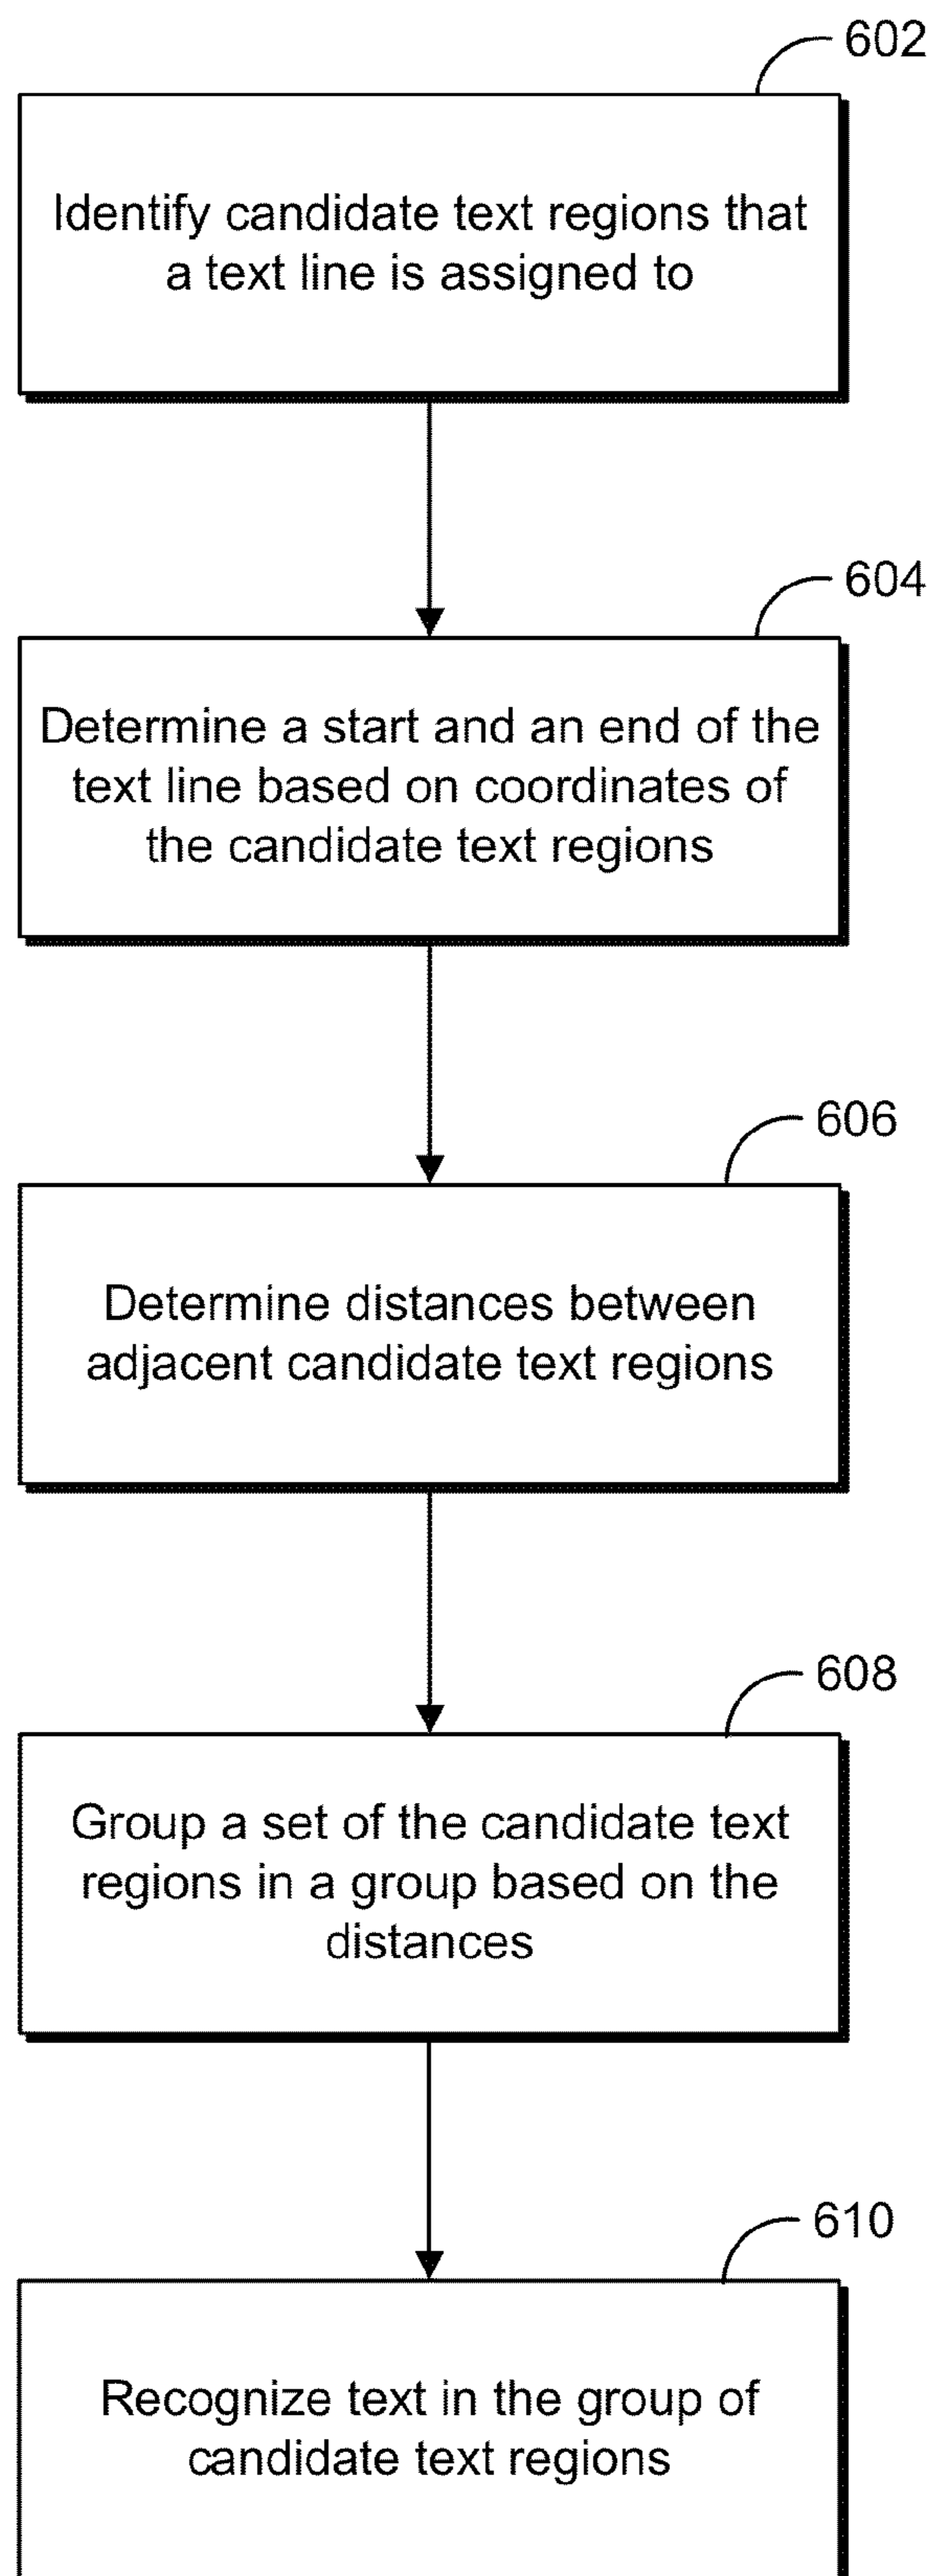 602
Identify candidate text regions that
a text line is assigned to
604
Determine a start and an end of the
text line based on coordinates of
the candidate text regions
606
Determine distances between
adjacent candidate text regions
608
Group a set of the candidate text
regions in a group based on the
distances
610
Recognize text in the group of
candidate text regions